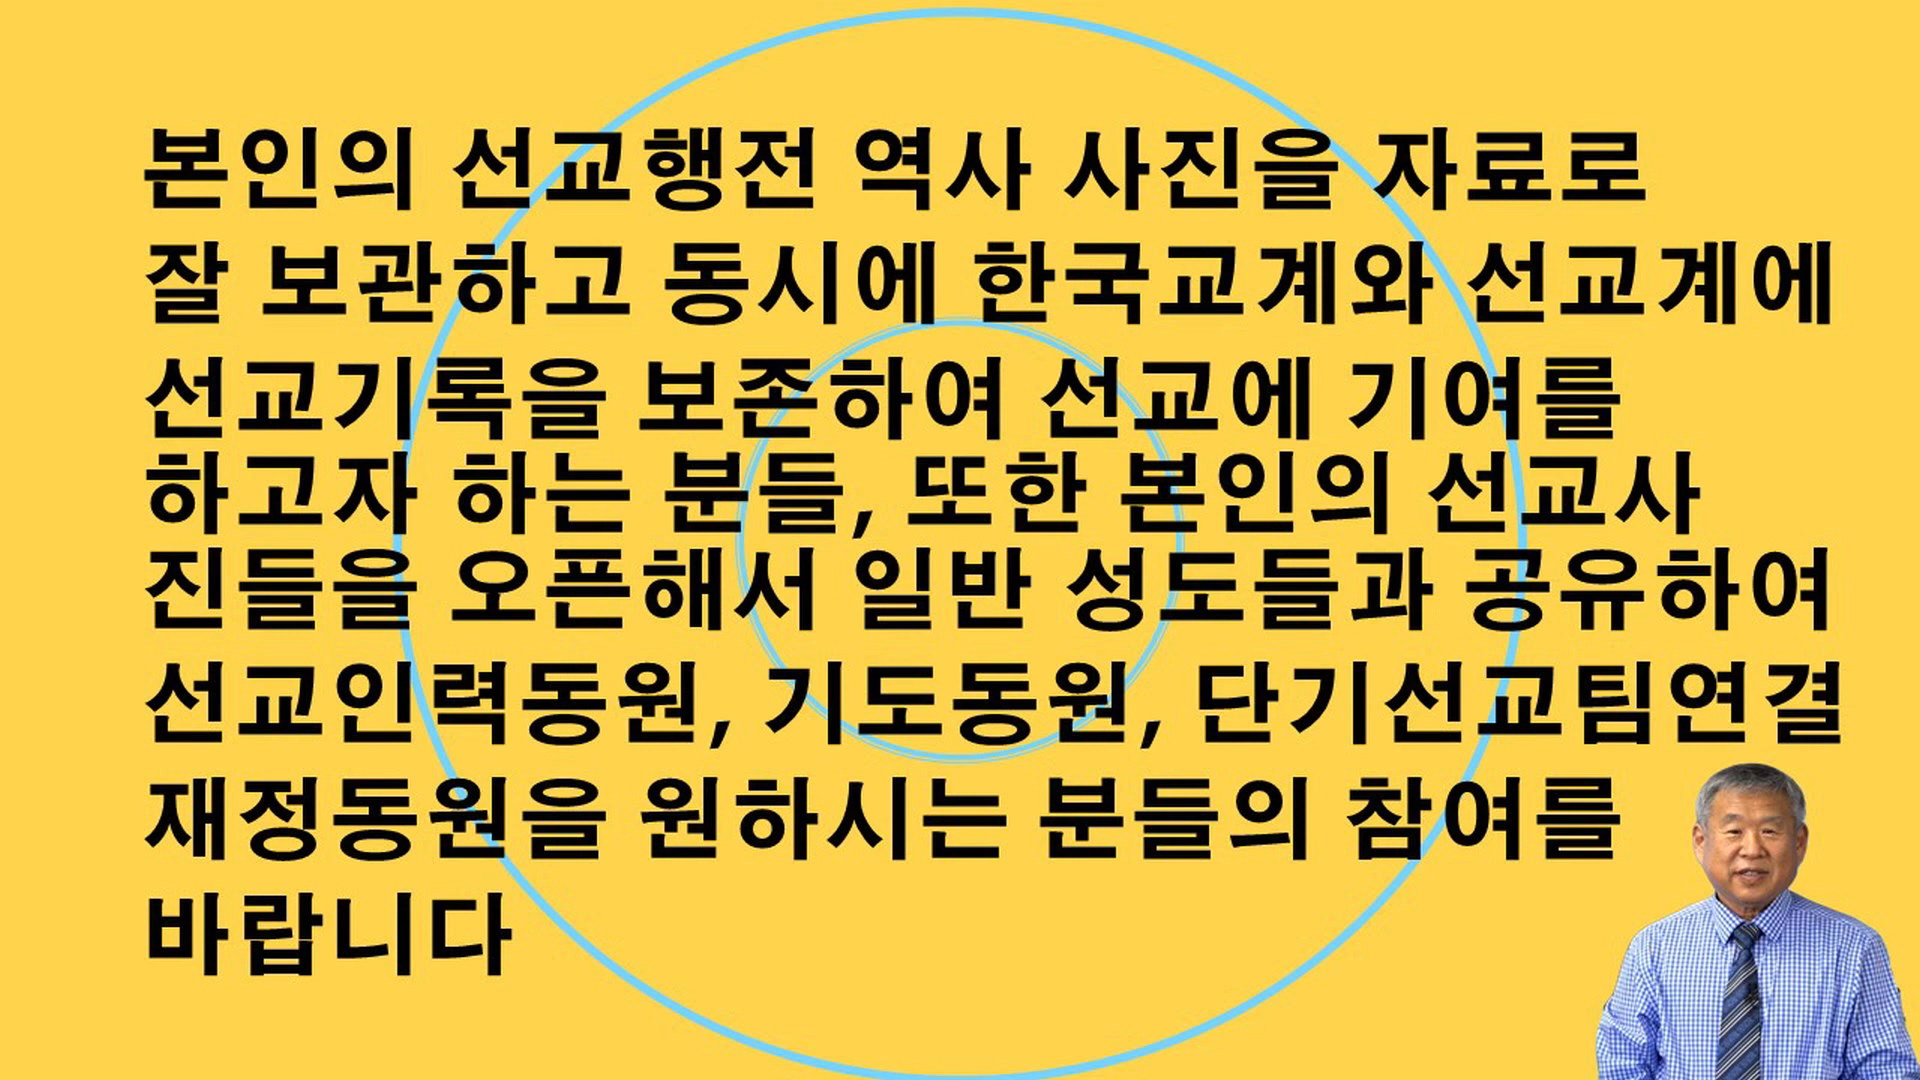 본인의 선교행전 역사 사진을 자료로
잘 보관하고 동시에 한국교계와 선교계에
선교기록을 보존하여 선교에 기여를
하고자 하는 분들, 또한 본인의 선교사
진들을 오픈해서 일반 성도들과 공유하여
선교인력동원, 기도동원, 단기선교팀연결
재정동원을 원하시는 분들의 참여를
바랍니다